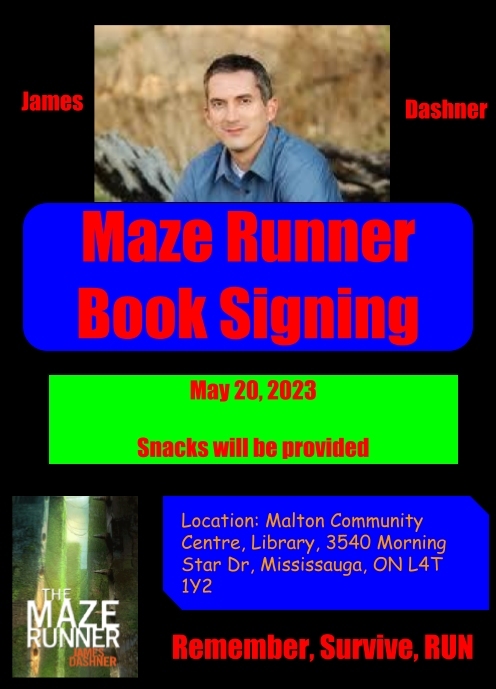 James
Dashner
Maze Runner
Book Signing
May 20, 2023
Snacks will be provided
Location: Malton Community
Centre, Library, 3540 Morning
Star Dr, Mississauga, ON L4T
1Y2
THE
MAZE
RUNNER
JAMES
DASHNER
Remember, Survive, RUN